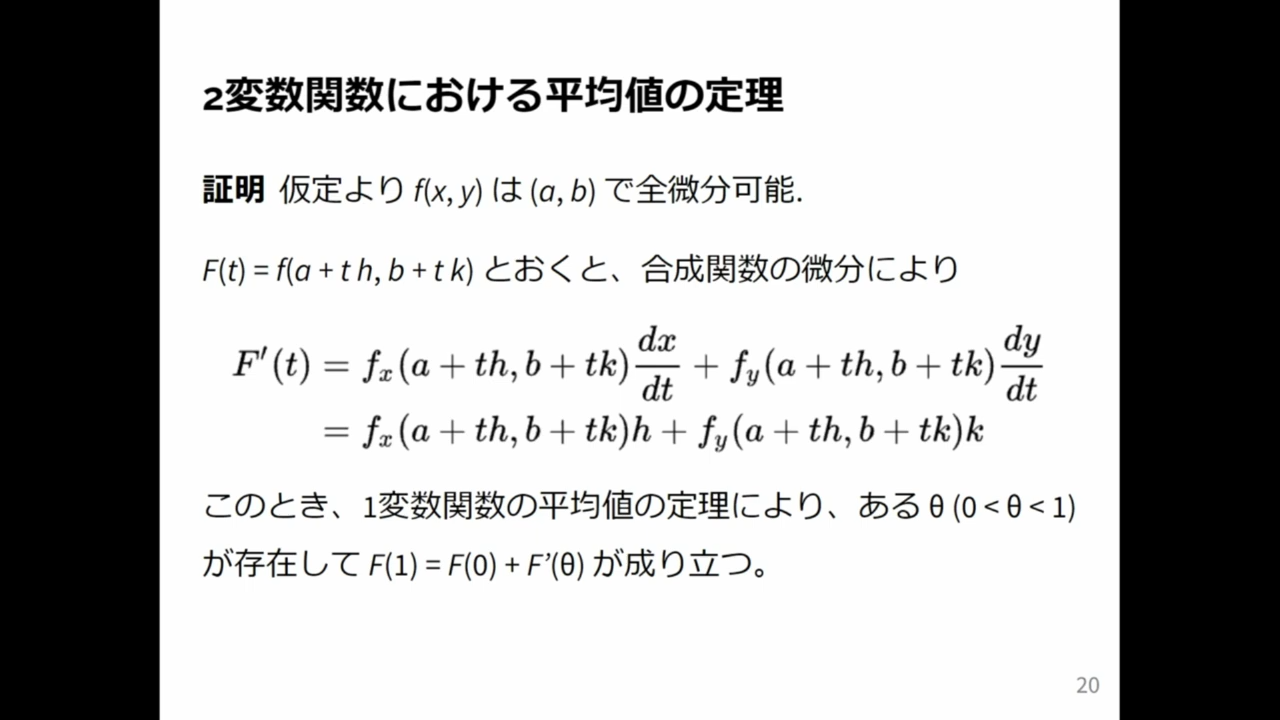 2変数関数における平均値の定理
証明 仮定より f(x, y) は (a, b) で全微分可能.
F(t) = f(a + t h, b + t k) とおくと、合成関数の微分により
F′(t) = fₓ(a + th, b + tk) dx/dt + f_y(a + th, b + tk) dy/dt
= fₓ(a + th, b + tk)h + f_y(a + th, b + tk)k
このとき、1変数関数の平均値の定理により、ある θ (0 < θ < 1)
が存在して F(1) = F(0) + F’(θ) が成り立つ。
20